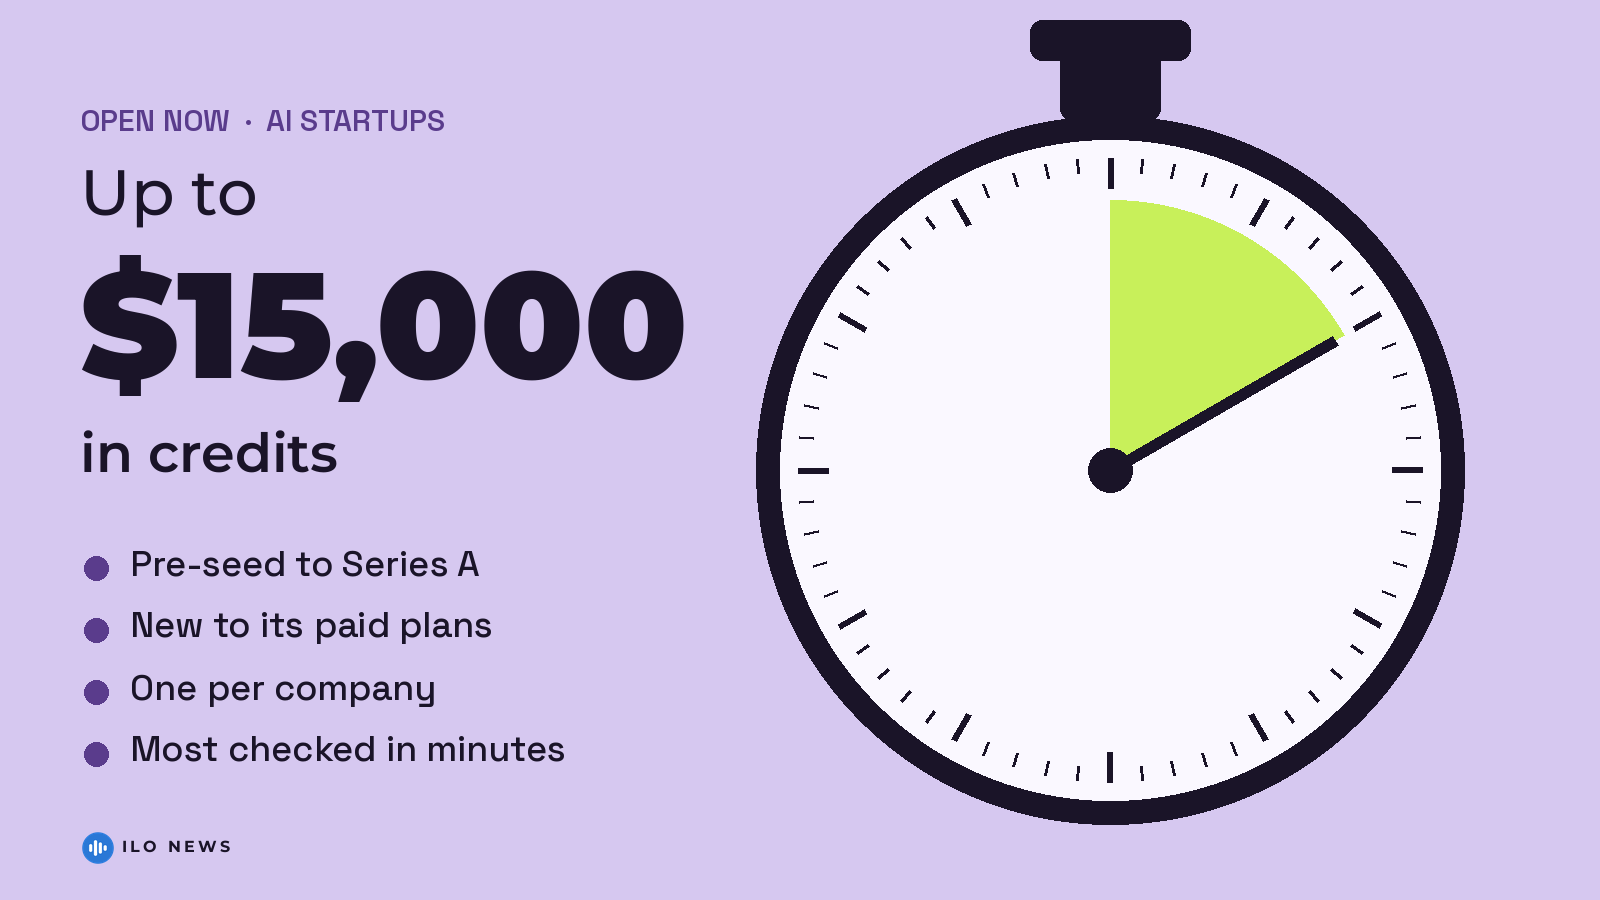 OPEN NOW · AI STARTUPS
Up to
$15,000
in credits
Pre-seed to Series A
New to its paid plans
One per company
Most checked in minutes
ILO NEWS